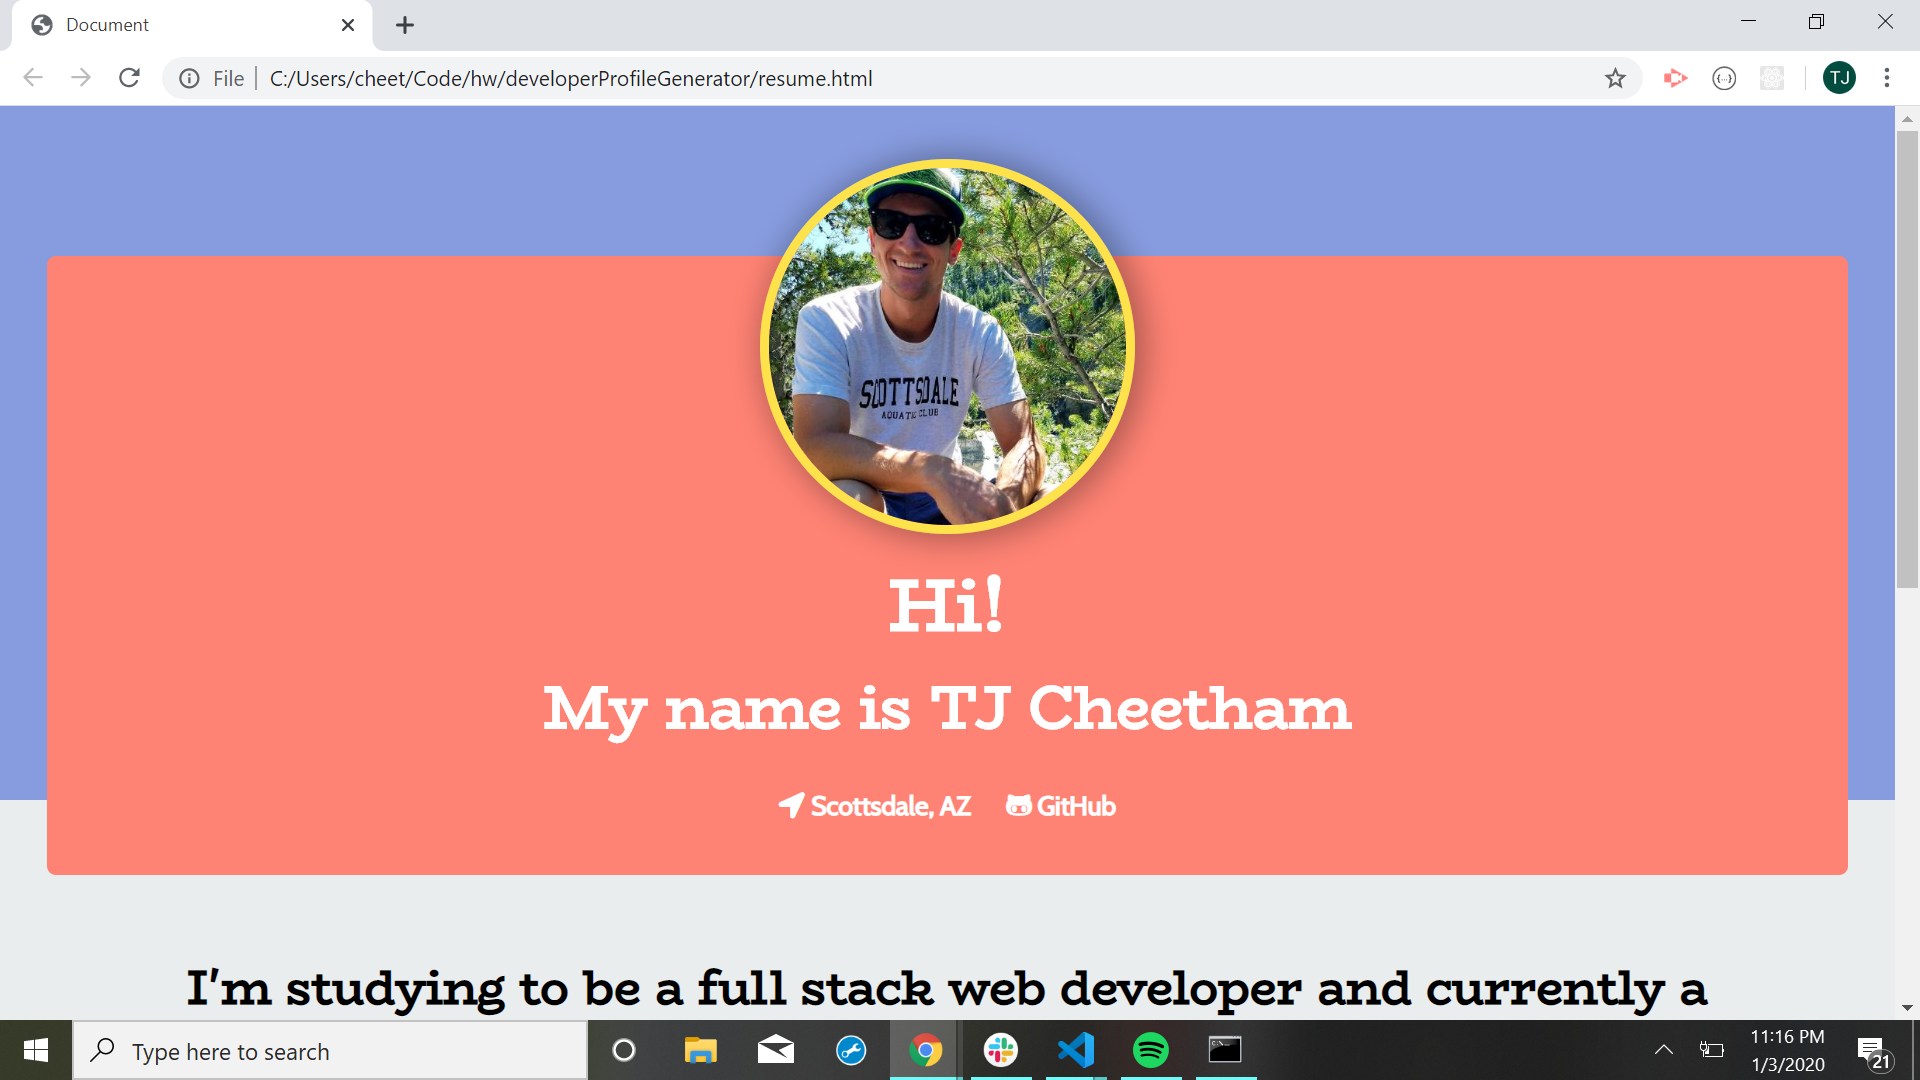 Document
File
C:/Users/cheet/Code/hw/developerProfileGenerator/resume.html
TJ
SCOTTSDALE
AQUATIC CLUB
Hi!
My name is TJ Cheetham
Scottsdale, AZ GitHub
I'm studying to be a full stack web developer and currently a
Type here to search
11:16 PM
1/3/2020
21